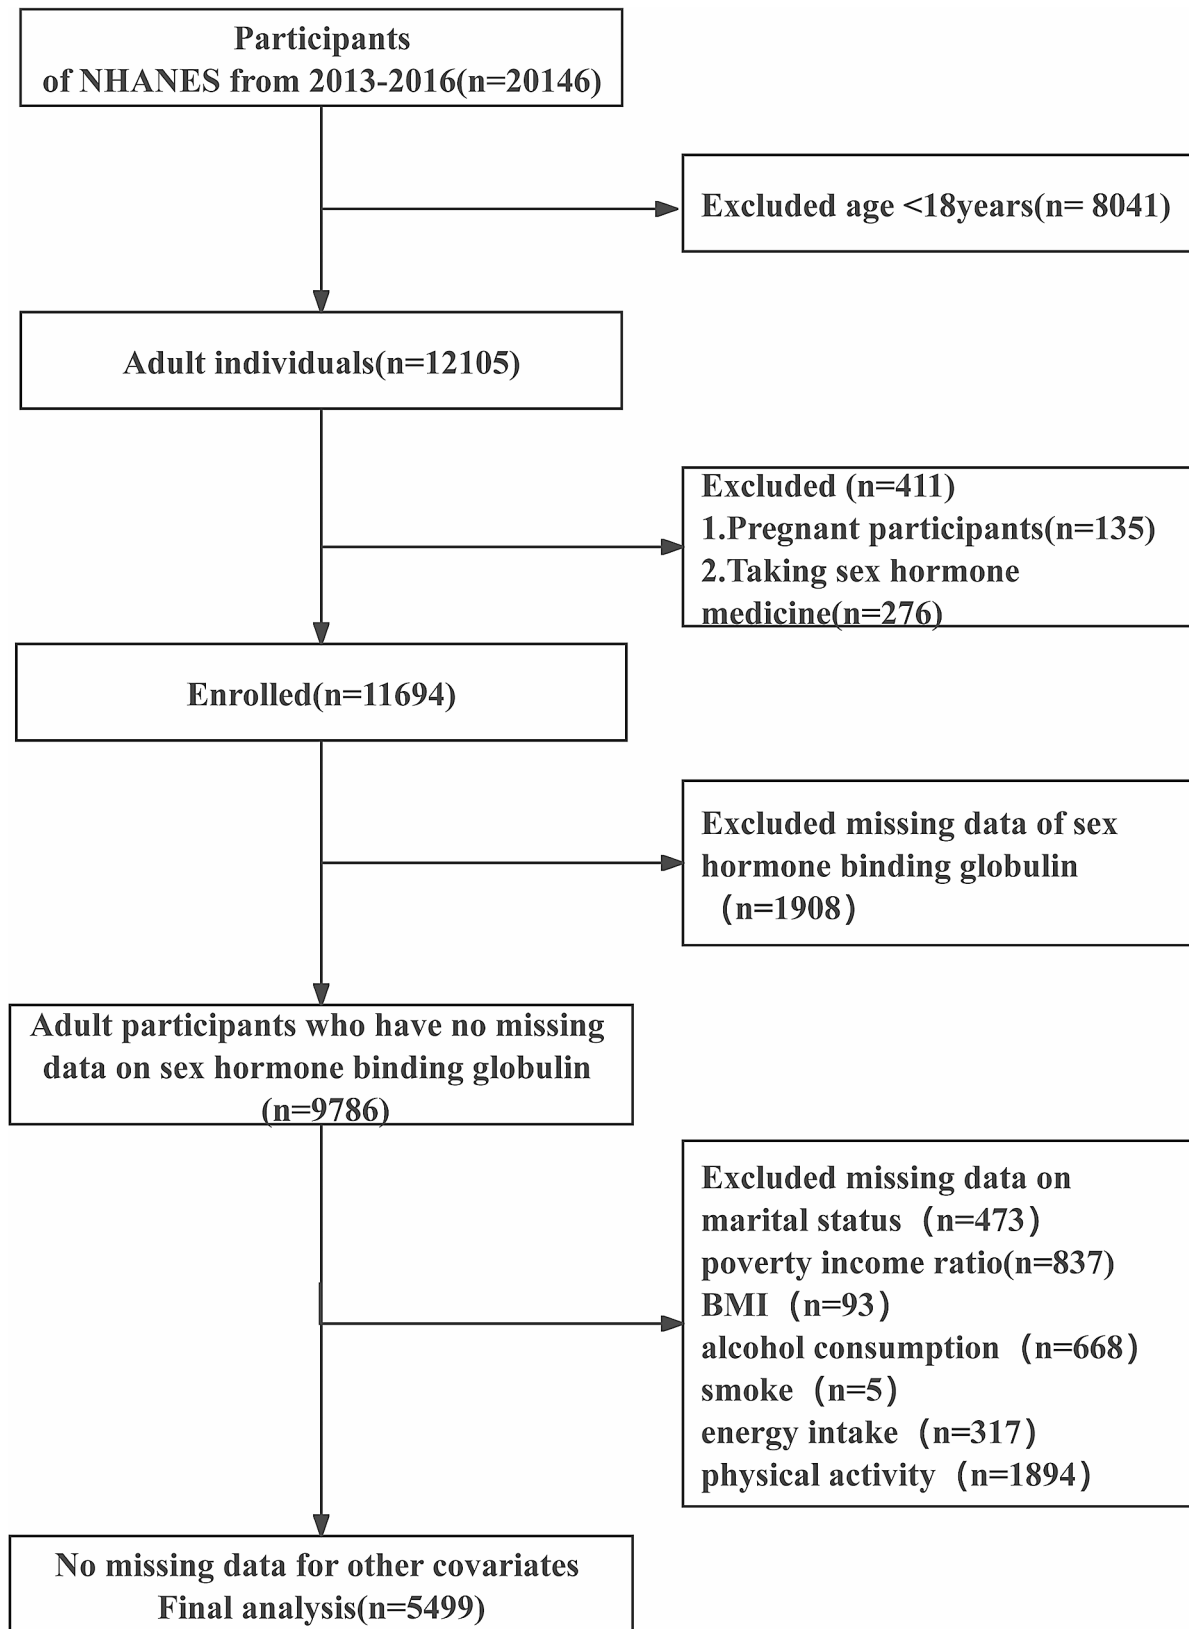 Participants
of NHANES from 2013-2016(n=20146)
Excluded age <18years(n= 8041)
Adult individuals(n=12105)
Excluded (n=411)
1.Pregnant participants(n=135)
2.Taking sex hormone
medicine(n=276)
Enrolled(n=11694)
Excluded missing data of sex
hormone binding globulin
（n=1908）
Adult participants who have no missing
data on sex hormone binding globulin
(n=9786)
Excluded missing data on
marital status（n=473）
poverty income ratio(n=837)
BMI（n=93）
alcohol consumption（n=668）
smoke（n=5）
energy intake（n=317）
physical activity（n=1894）
No missing data for other covariates
Final analysis(n=5499)